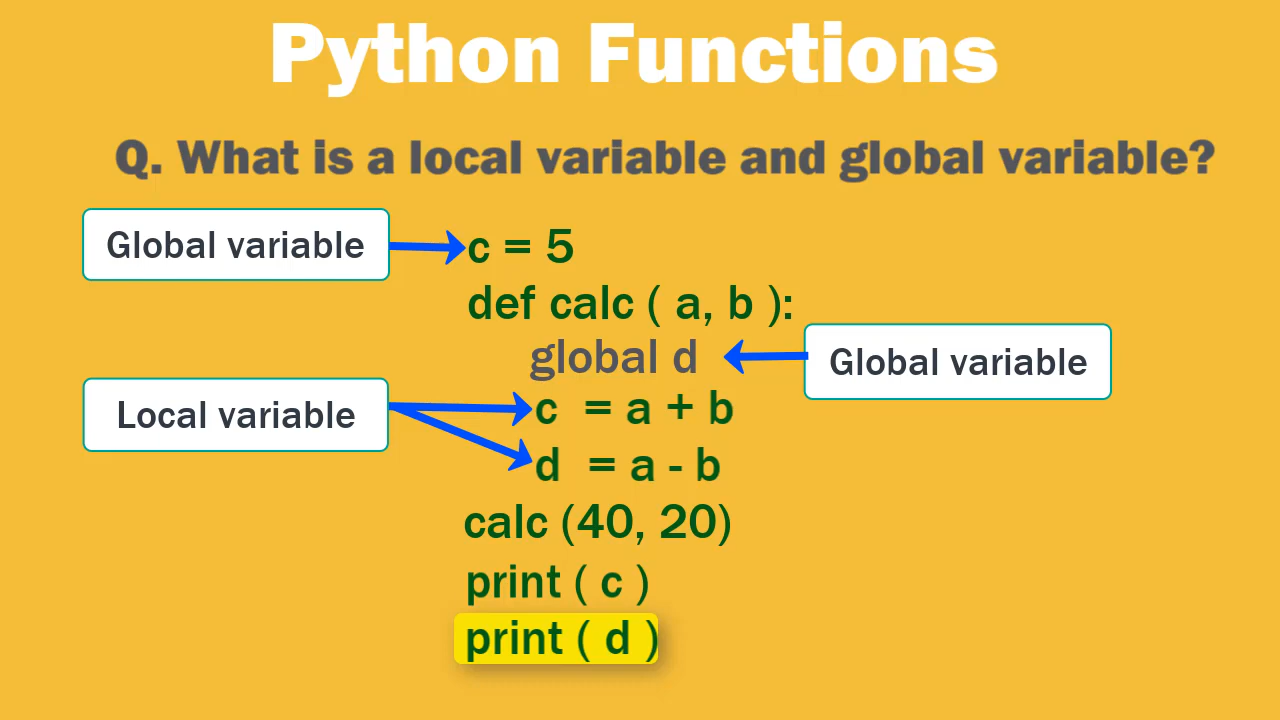 Python Functions
Q. What is a local variable and global variable?
Global variable
c = 5
def calc ( a, b ):
global d
Global variable
Local variable
c = a + b
d = a - b
calc (40, 20)
print ( c )
print ( d )